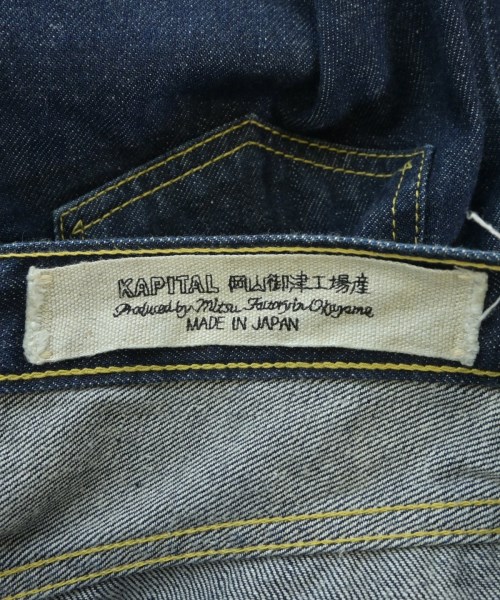 KAPITAL 岡山御津工場産
Produced by Mitsu Factory in Okayama
MADE IN JAPAN